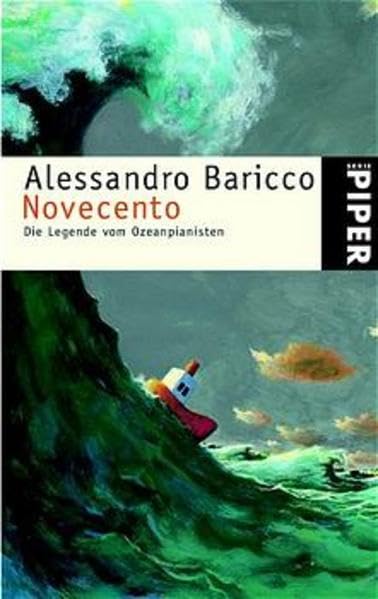 Alessandro Baricco
Novecento
Die Legende vom Ozeanpianisten
SERIE
PIPER